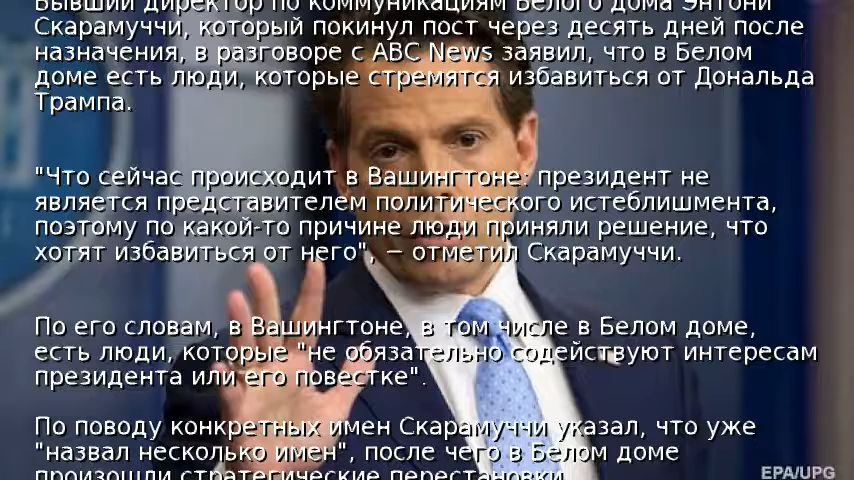 Бывший директор по коммуникациям Белого дома Энтони
Скарамуччи, который покинул пост через десять дней после
назначения, в разговоре с ABC News заявил, что в Белом
доме есть люди, которые стремятся избавиться от Дональда
Трампа.
"Что сейчас происходит в Вашингтоне: президент не
является представителем политического истеблишмента,
поэтому по какой-то причине люди приняли решение, что
хотят избавиться от него", – отметил Скарамуччи.
По его словам, в Вашингтоне, в том числе в Белом доме,
есть люди, которые "не обязательно содействуют интересам
президента или его повестке".
По поводу конкретных имен Скарамуччи указал, что уже
"назвал несколько имен", после чего в Белом доме
произошли стратегические перестановки.
EPA/UPG